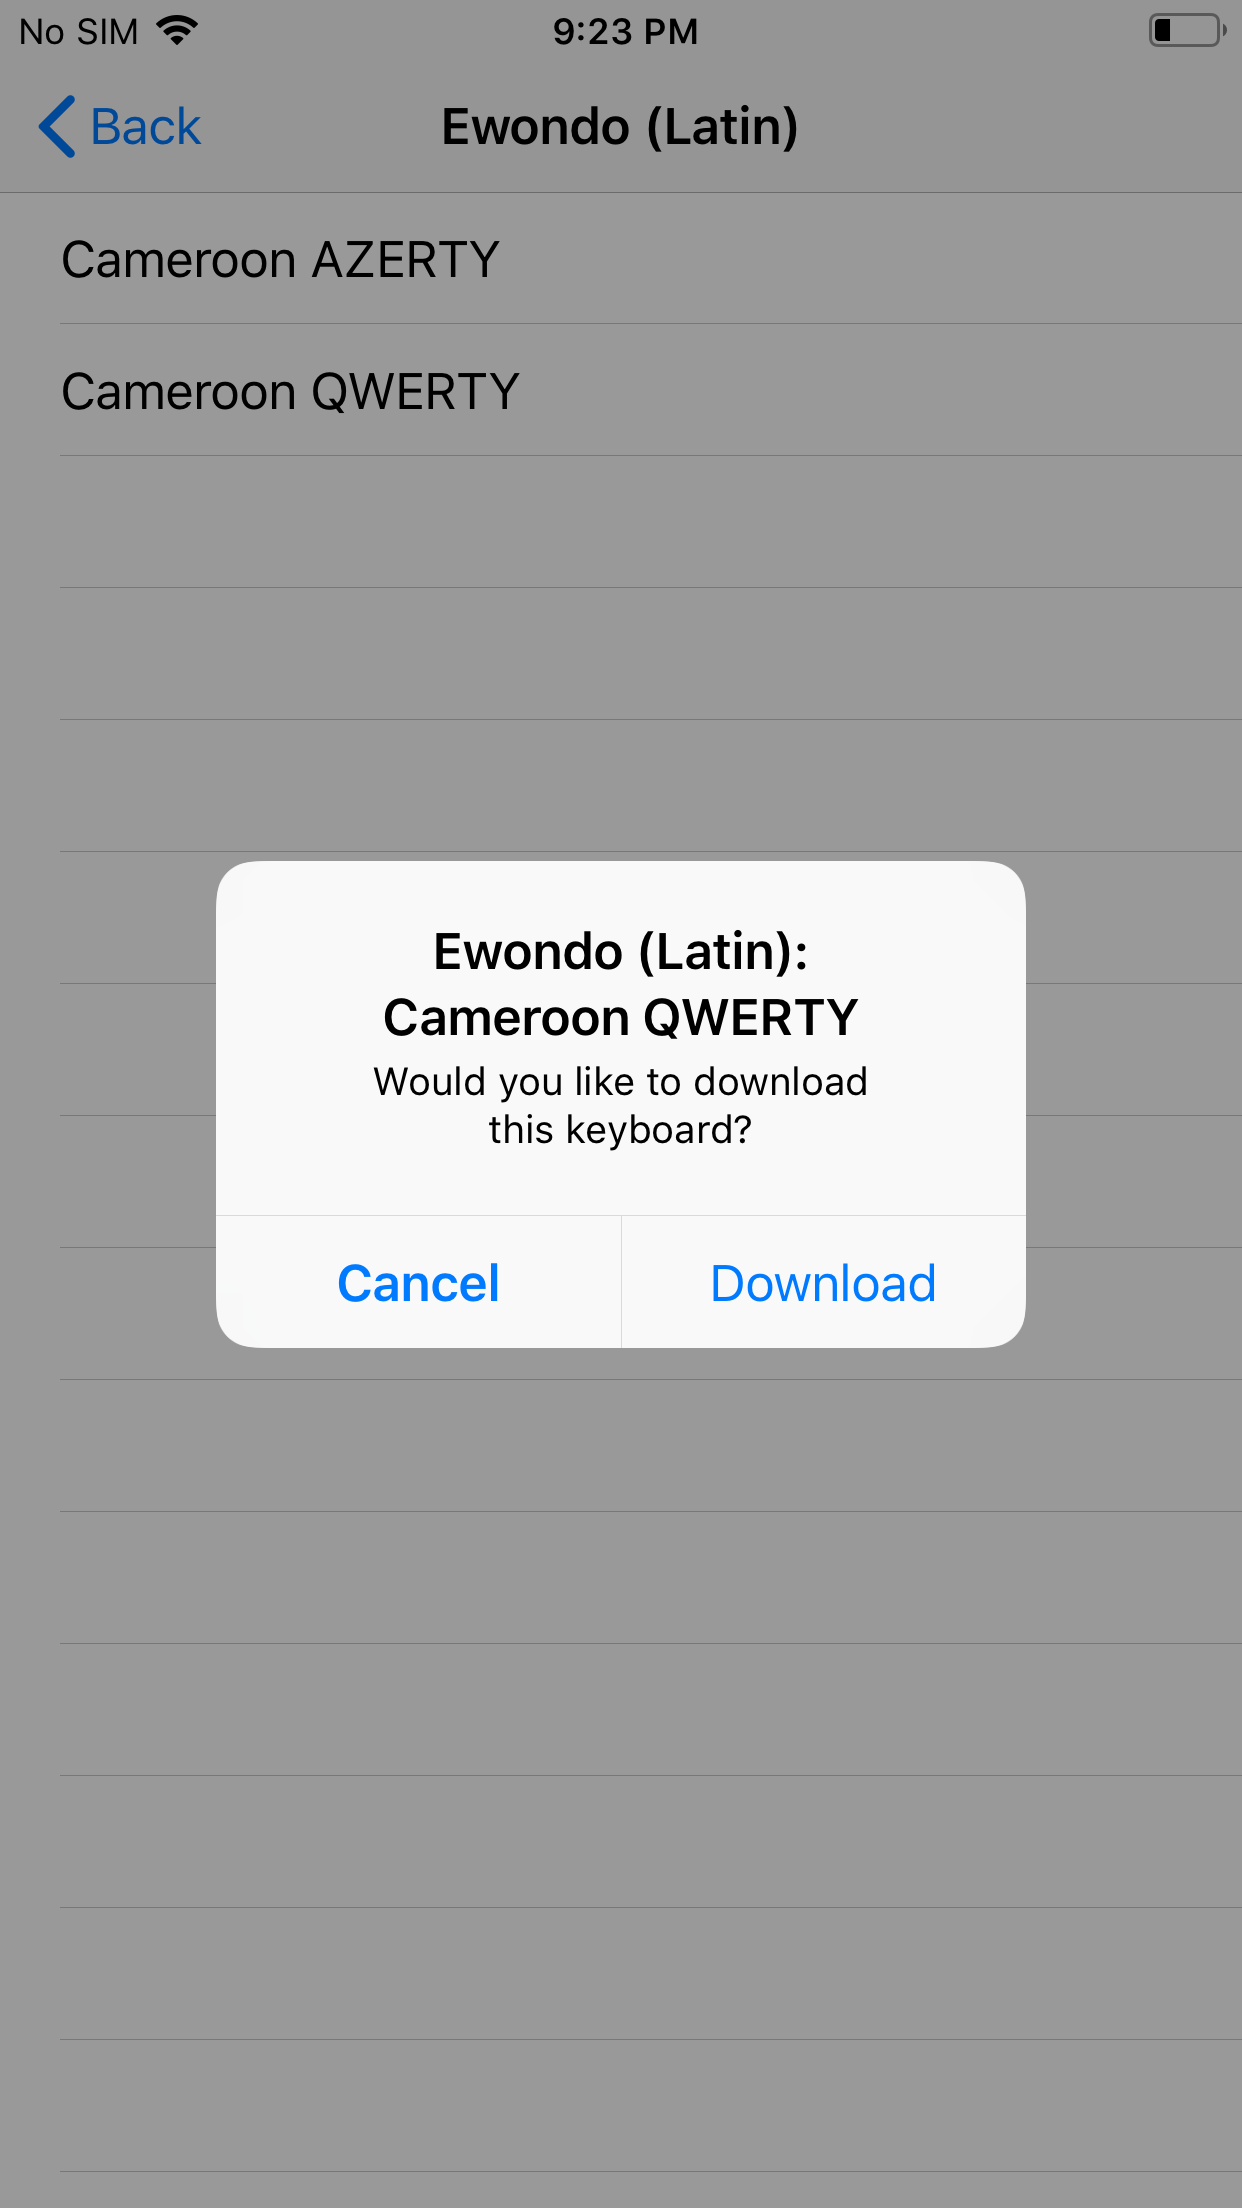 No SIM 9:23 PM
Back Ewondo (Latin)
Cameroon AZERTY
Cameroon QWERTY
Ewondo (Latin):
Cameroon QWERTY
Would you like to download
this keyboard?
Cancel Download